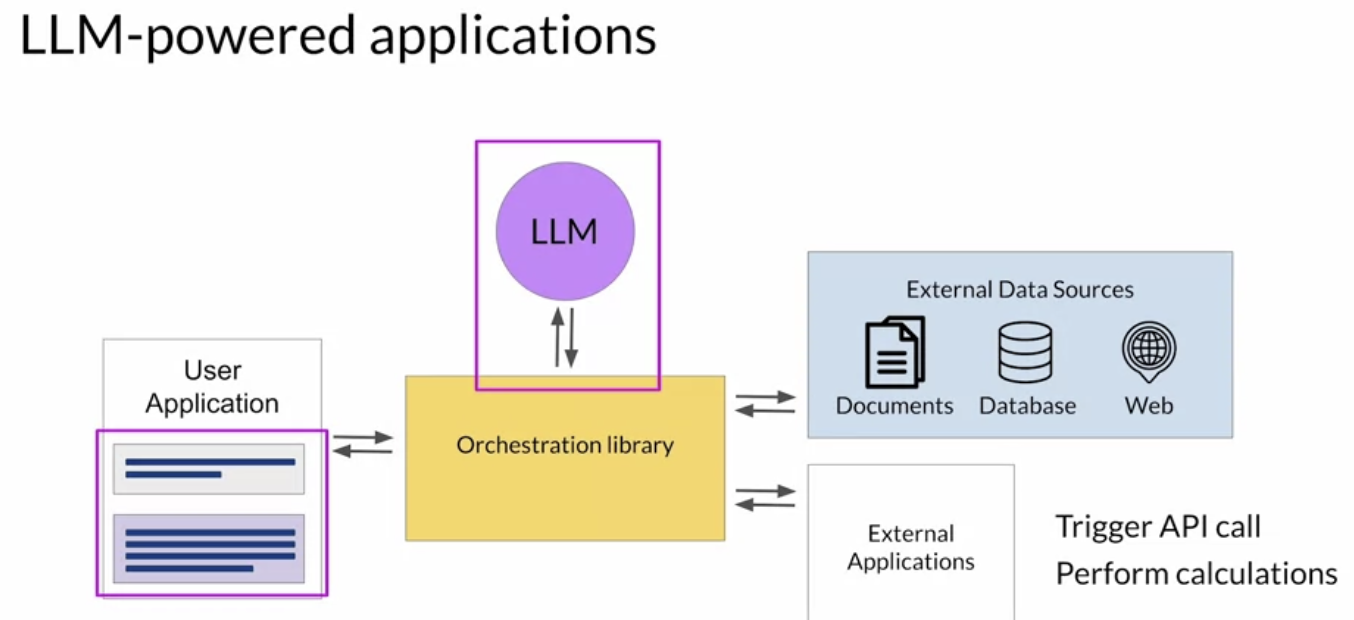 LLM-powered applications
LLM
User
Application
Orchestration library
External Data Sources
Documents
Database
Web
External
Applications
Trigger API call
Perform calculations